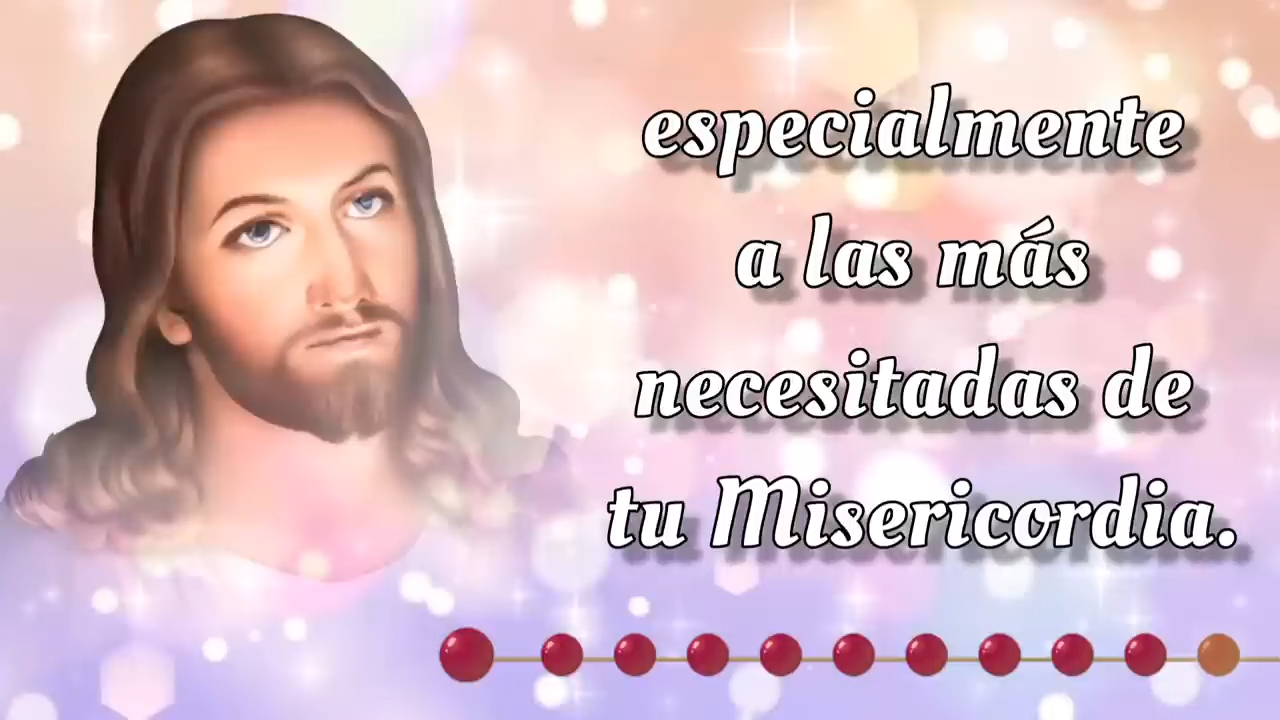 especialmente
a las más
necesitadas de
tu Misericordia.